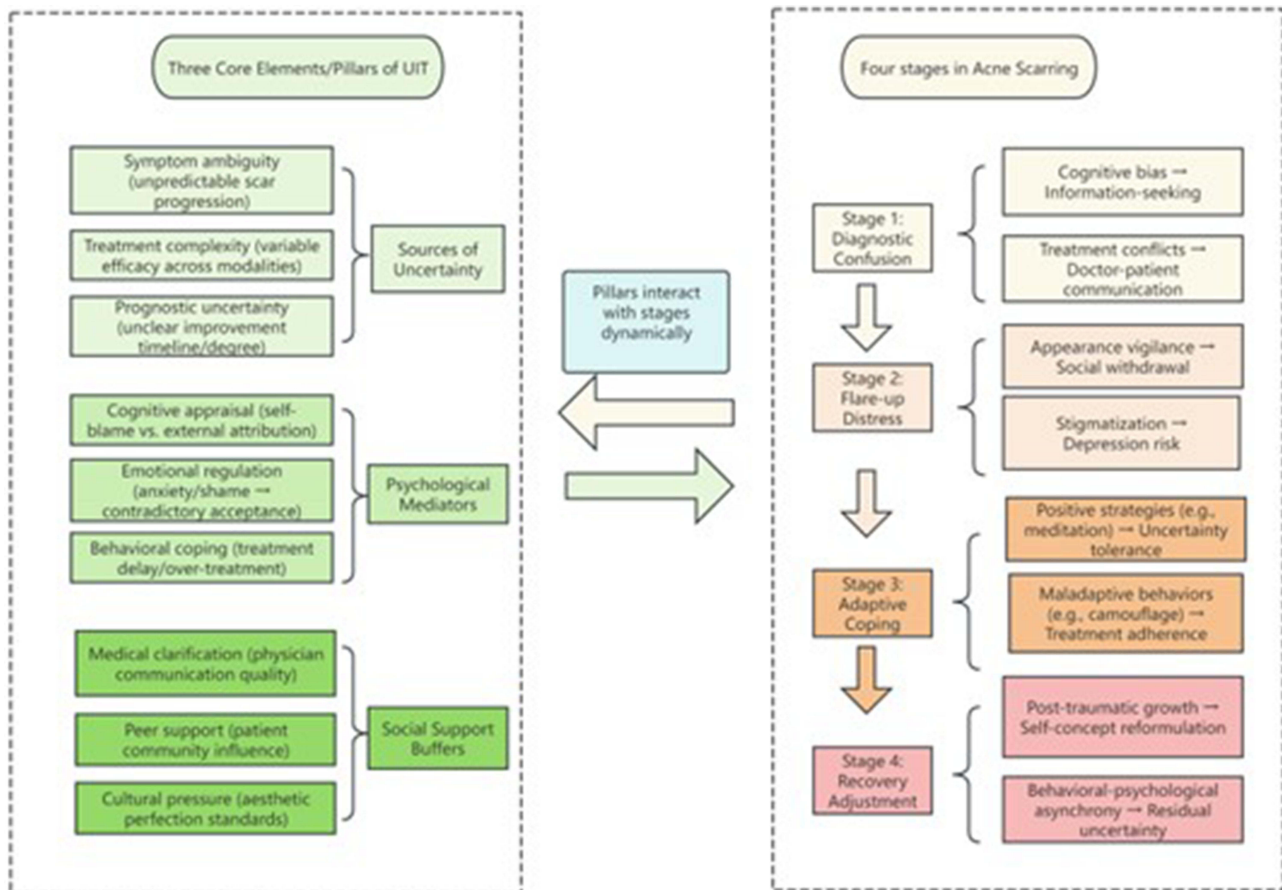 Three Core Elements/Pillars of UIT
Symptom ambiguity
(unpredictable scar
progression)
Treatment complexity (variable
efficacy across modalities)
Prognostic uncertainty
(unclear improvement
timeline/degree)
Sources of
Uncertainty
Cognitive appraisal (self-
blame vs. external attribution)
Emotional regulation
(anxiety/shame →
contradictory acceptance)
Behavioral coping (treatment
delay/over-treatment)
Psychological
Mediators
Medical clarification (physician
communication quality)
Peer support (patient
community influence)
Cultural pressure (aesthetic
perfection standards)
Social Support
Buffers
Pillars interact
with stages
dynamically
Four stages in Acne Scarring
Stage 1:
Diagnostic
Confusion
Cognitive bias →
Information-seeking
Treatment conflicts →
Doctor-patient
communication
Stage 2:
Flare-up
Distress
Appearance vigilance →
Social withdrawal
Stigmatization →
Depression risk
Stage 3:
Adaptive
Coping
Positive strategies (e.g.,
meditation) → Uncertainty
tolerance
Maladaptive behaviors
(e.g., camouflage) →
Treatment adherence
Stage 4:
Recovery
Adjustment
Post-traumatic growth →
Self-concept reformulation
Behavioral-psychological
asynchrony → Residual
uncertainty